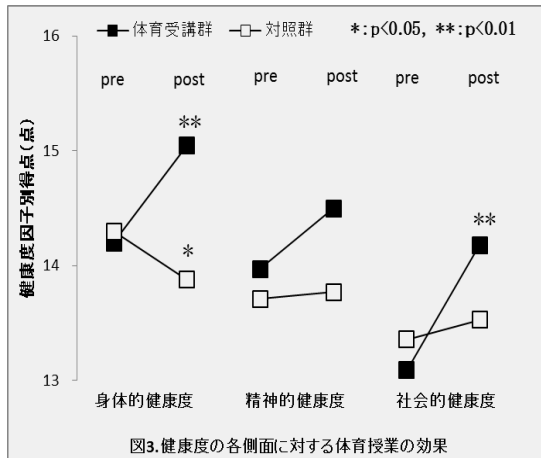 16
体育受講群 対照群 *:p<0.05, **:p<0.01
pre post pre post pre post
**
15
*
**
14
13
健康度因子別得点(点)
身体的健康度 精神的健康度 社会的健康度
図3.健康度の各側面に対する体育授業の効果